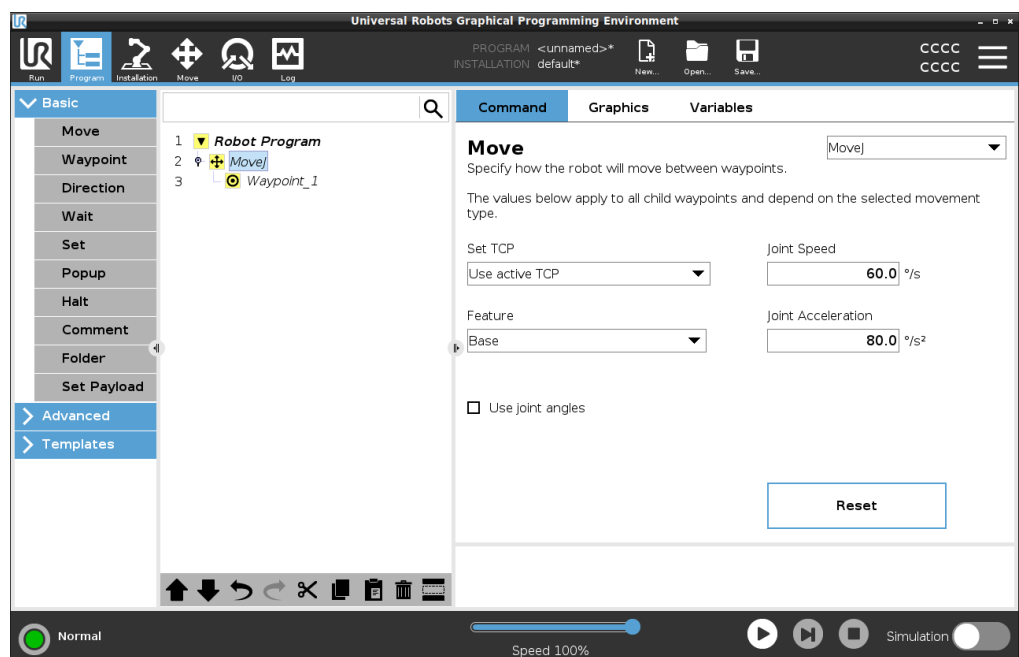 UR
Universal Robots Graphical Programming Environment
UR
Run
Program
Installation
Move
I/O
Log
PROGRAM <unnamed>*
INSTALLATION default*
New...
Open...
Save...
CCCC
CCCC
Basic
Move
Waypoint
Direction
Wait
Set
Popup
Halt
Comment
Folder
Set Payload
Advanced
Templates
1 Robot Program
2 MoveJ
3 Waypoint_1
Command Graphics Variables
Move
MoveJ
Specify how the robot will move between waypoints.
The values below apply to all child waypoints and depend on the selected movement
type.
Set TCP
Joint Speed
Use active TCP
60.0 °/s
Feature
Joint Acceleration
Base
80.0 °/s²
Use joint angles
Reset
Normal
Speed 100%
Simulation